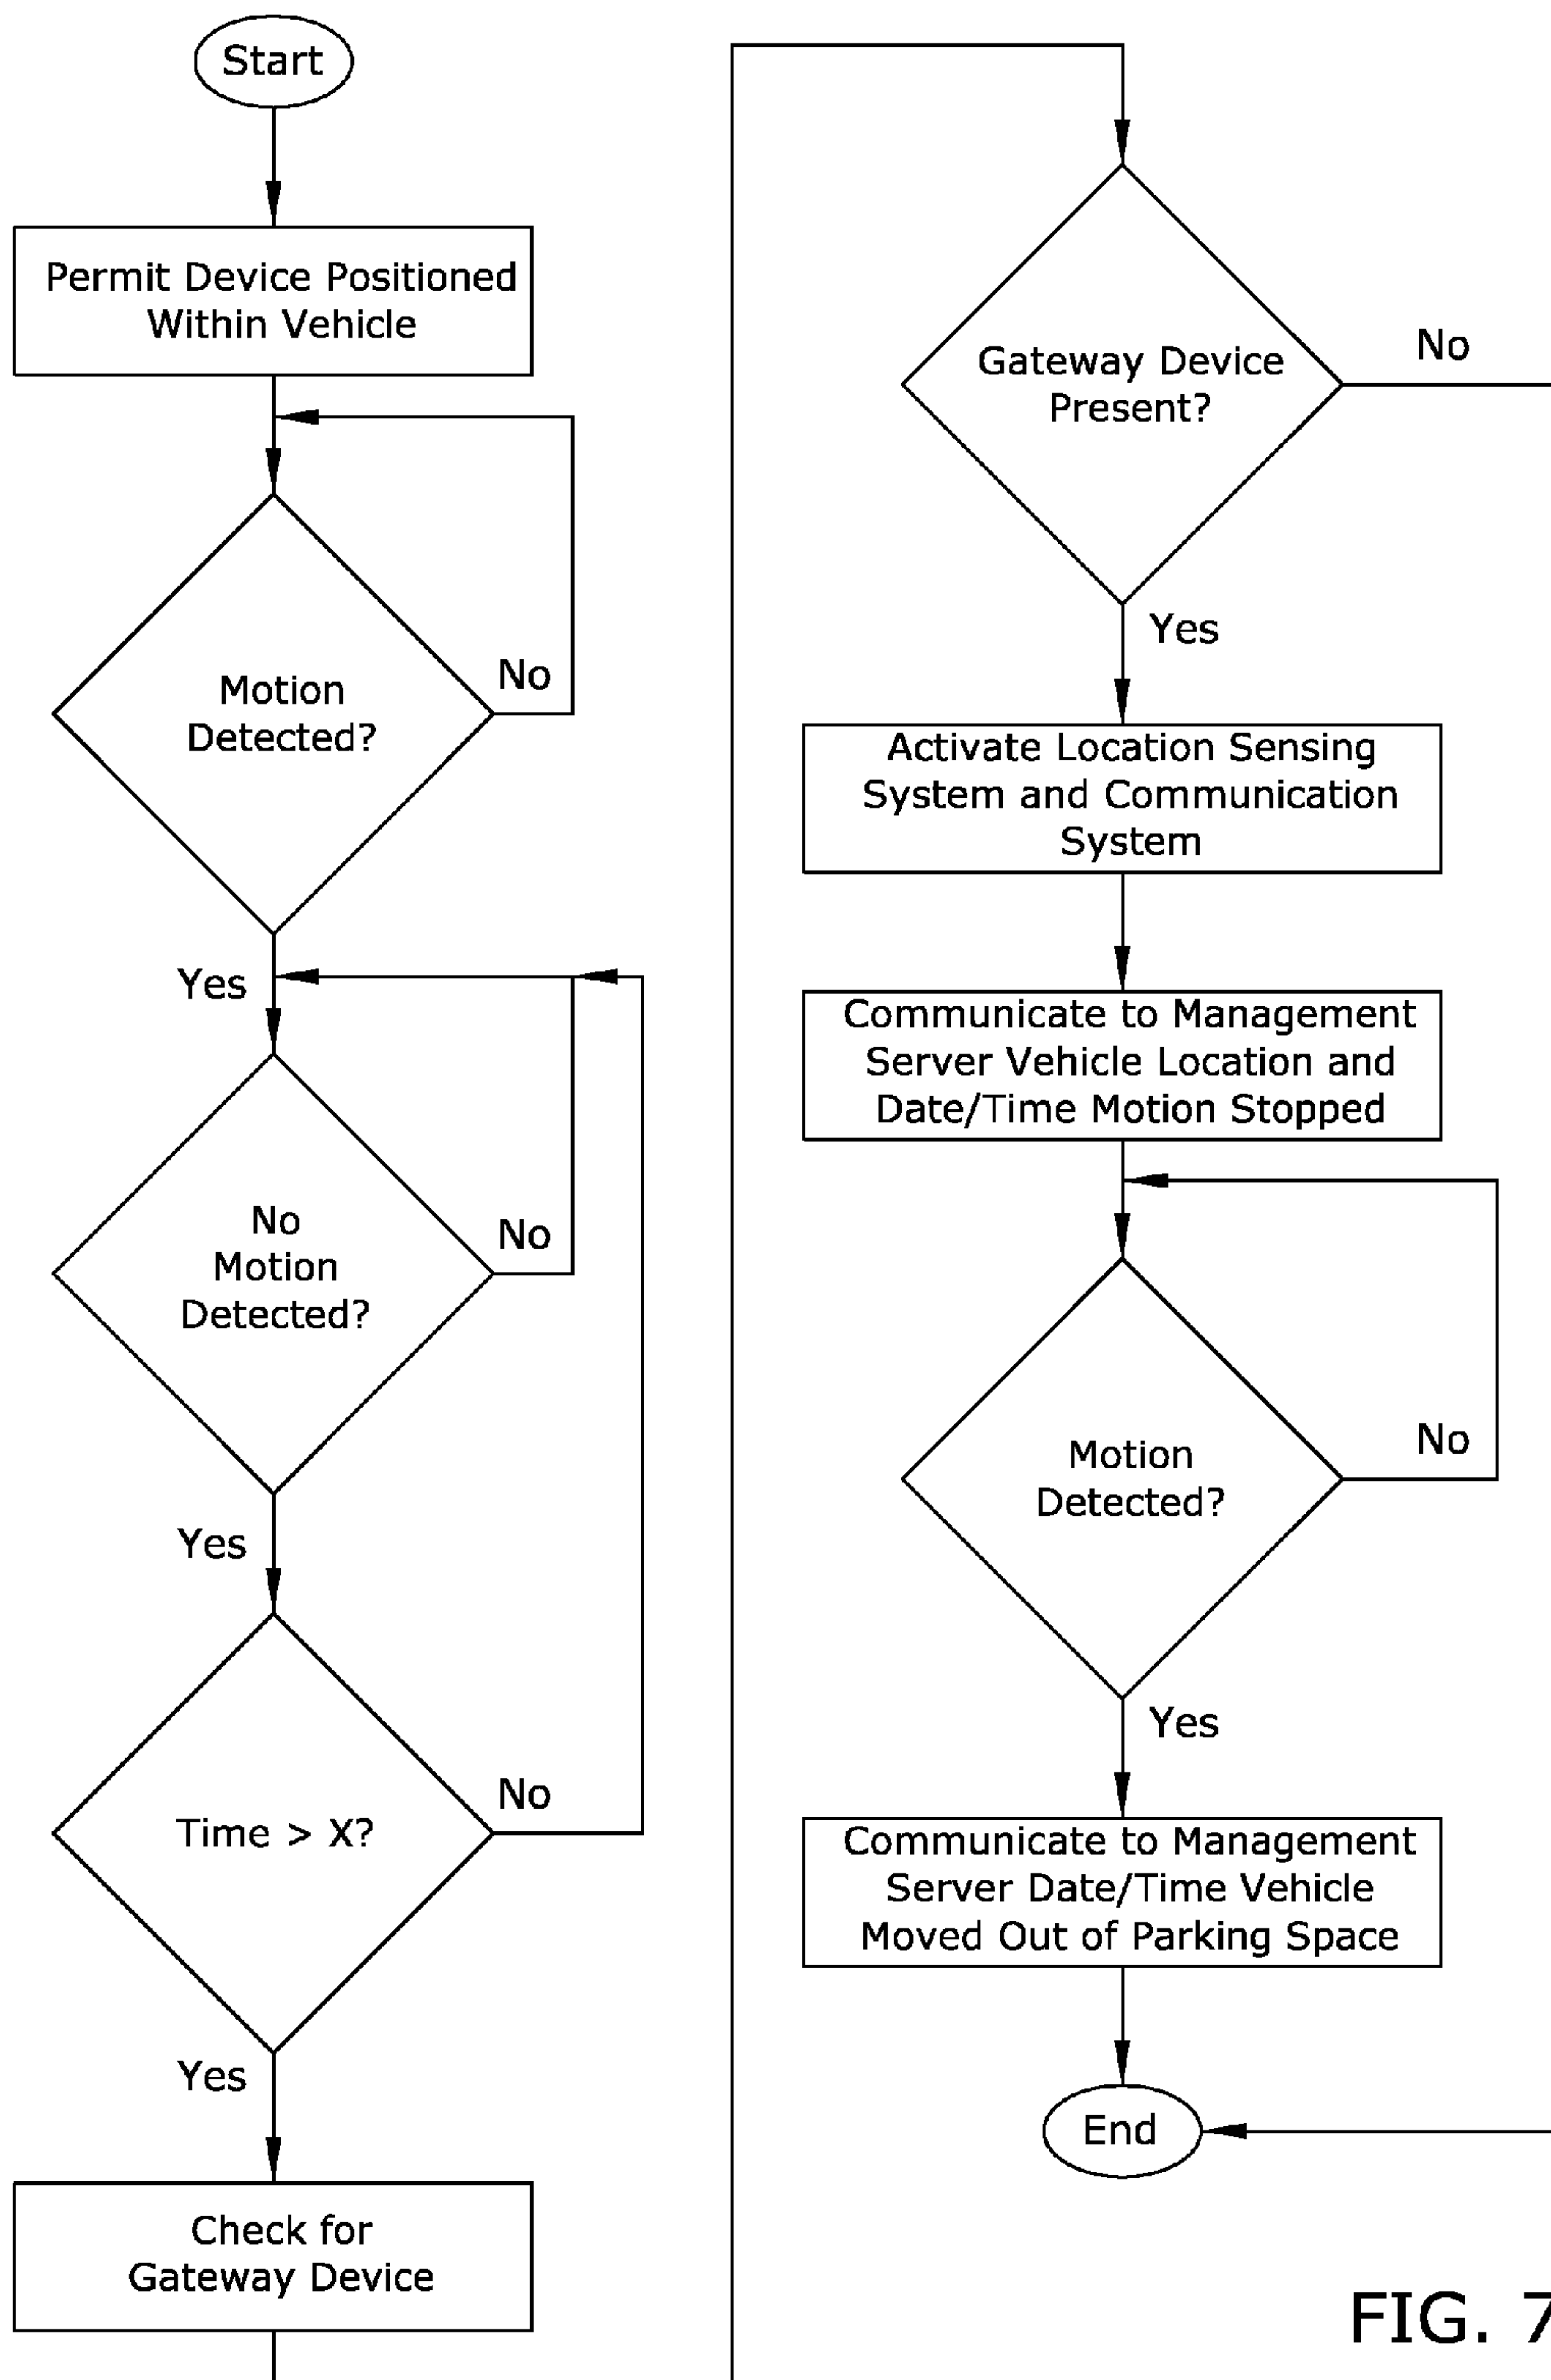 Start
Permit Device Positioned
Within Vehicle
Motion
Detected?
No
Yes
No
Motion
Detected?
No
Yes
Time > X?
No
Yes
Check for
Gateway Device
Gateway Device
Present?
No
Yes
Activate Location Sensing
System and Communication
System
Communicate to Management
Server Vehicle Location and
Date/Time Motion Stopped
Motion
Detected?
No
Yes
Communicate to Management
Server Date/Time Vehicle
Moved Out of Parking Space
End
FIG. 7